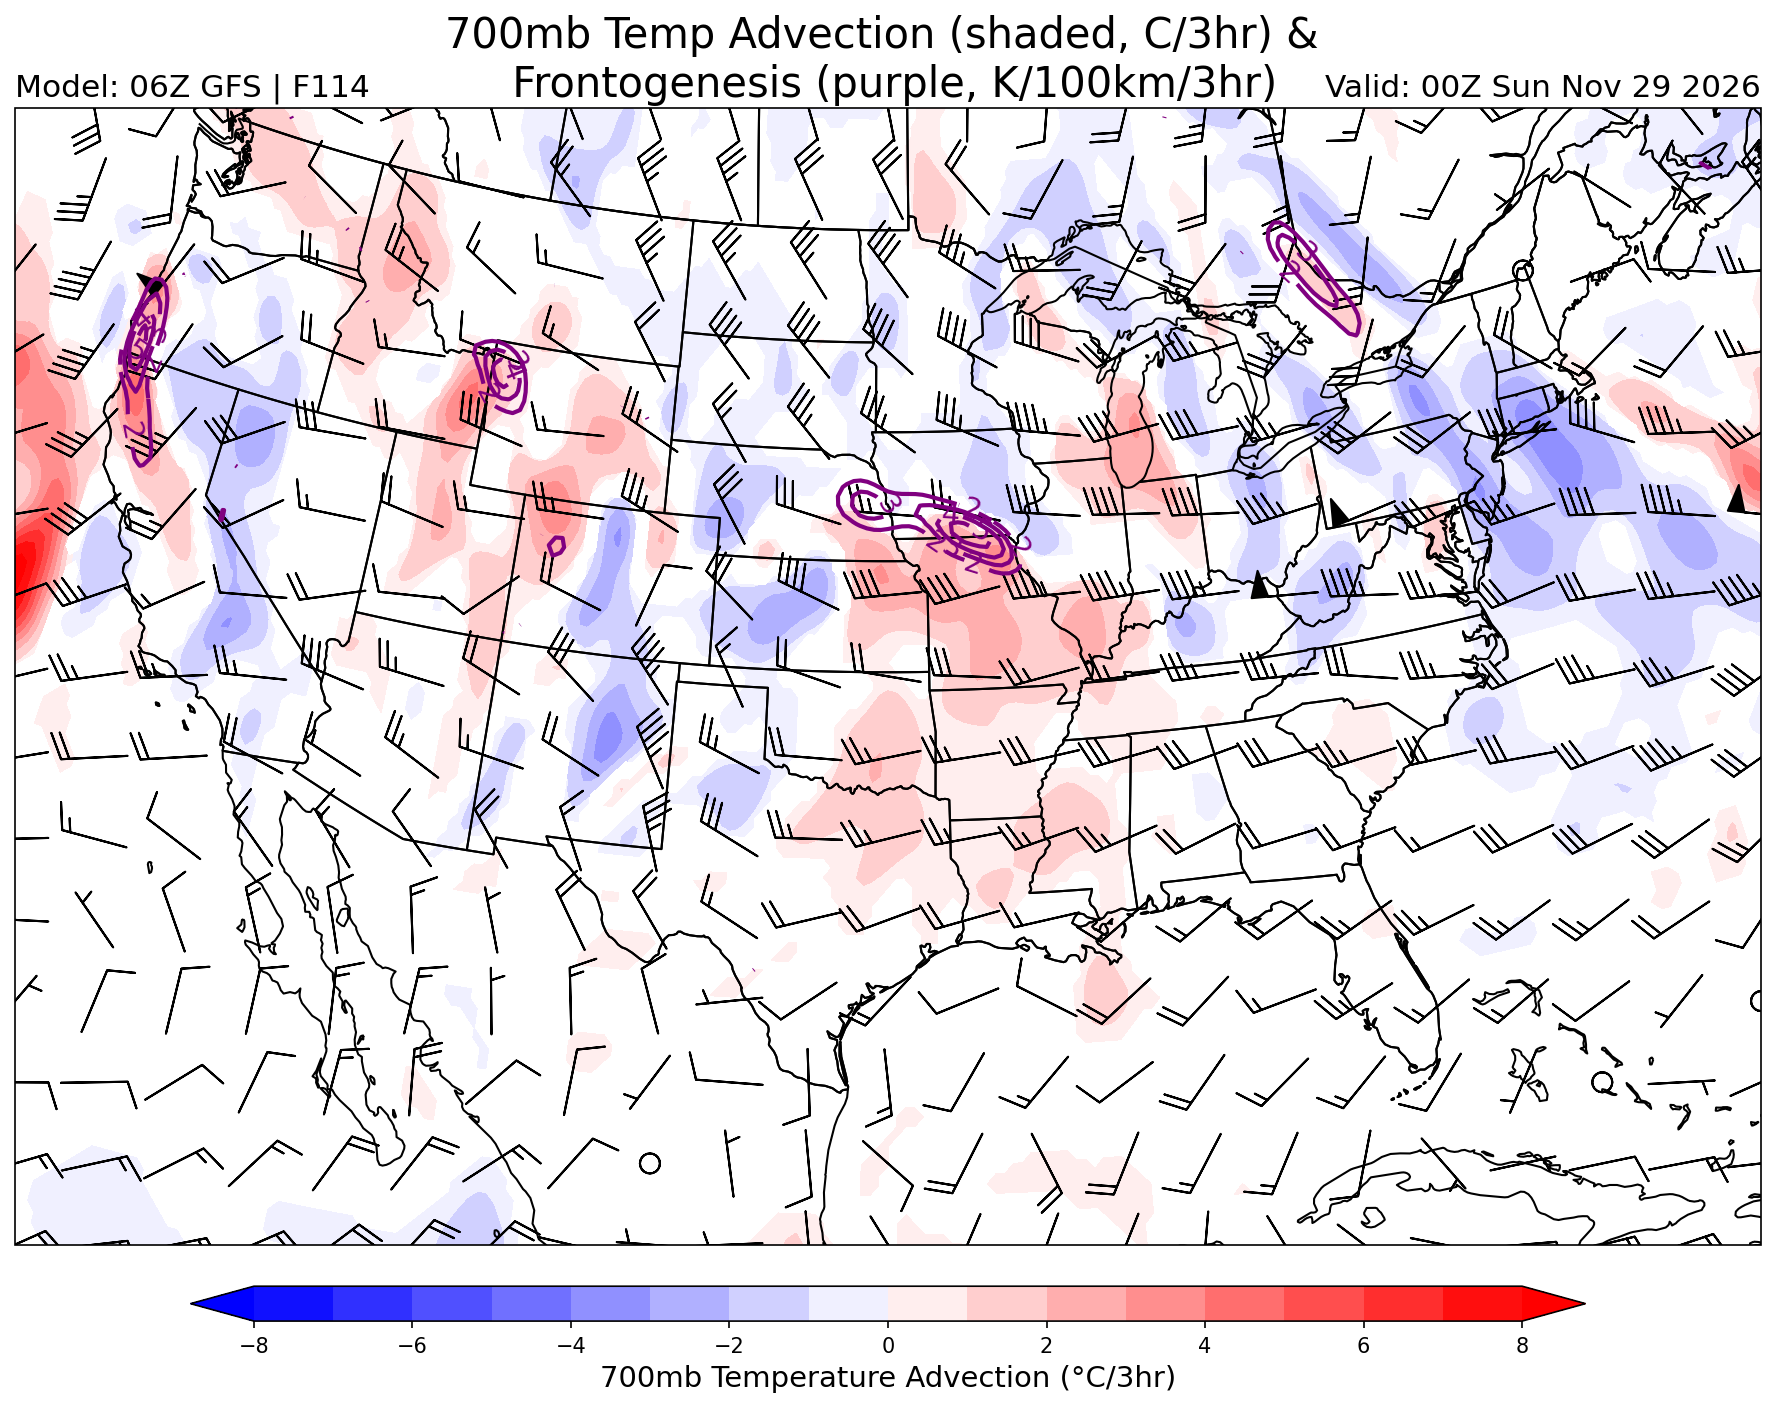 700mb Temp Advection (shaded, C/3hr) &
Model: 06Z GFS | F114
Frontogenesis (purple, K/100km/3hr)
Valid: 00Z Sun Nov 29 2026
−8
−6
−4
−2
0
2
4
6
8
700mb Temperature Advection (°C/3hr)